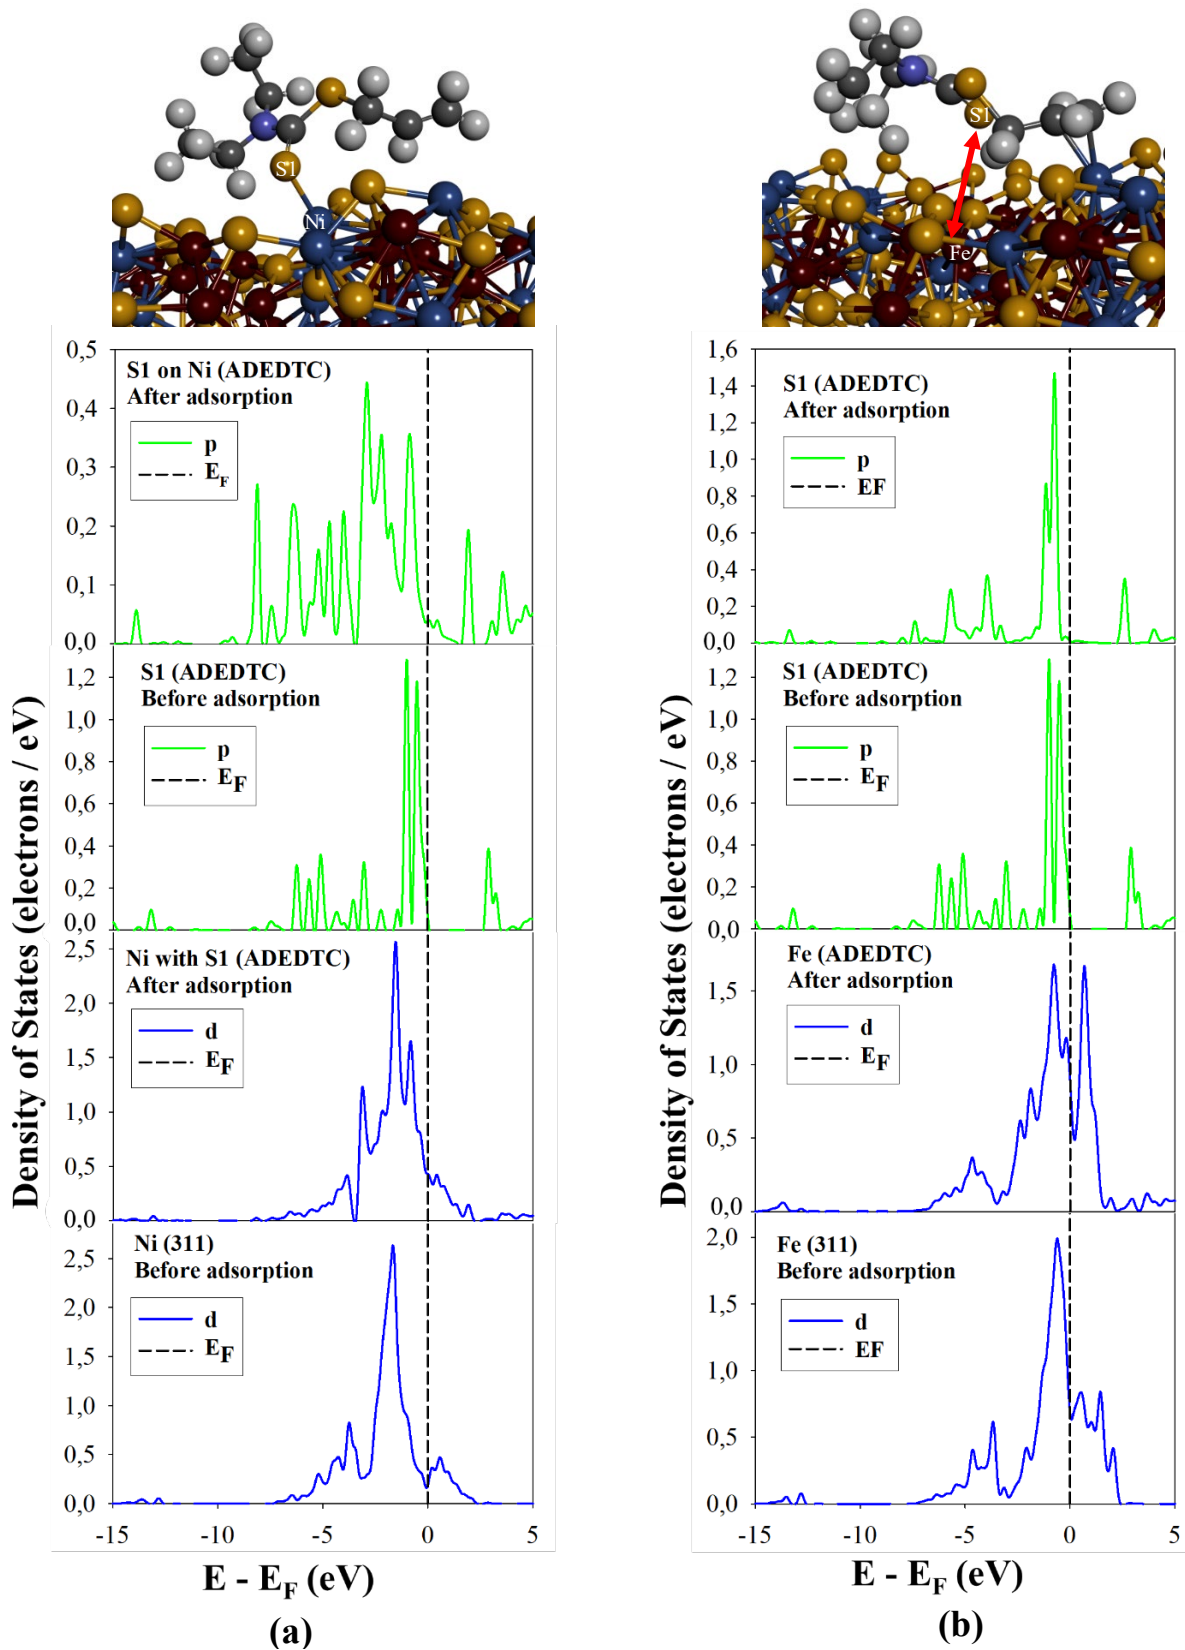 S1
Ni
S1
Fe
Density of States (electrons / eV)
0,5
0,4
0,3
0,2
0,1
0,0
S1 on Ni (ADEDTC)
After adsorption
p
EF
1,2
1,0
0,8
0,6
0,4
0,2
0,0
S1 (ADEDTC)
Before adsorption
p
EF
2,5
2,0
1,5
1,0
0,5
0,0
Ni with S1 (ADEDTC)
After adsorption
d
EF
2,5
2,0
1,5
1,0
0,5
0,0
Ni (311)
Before adsorption
d
EF
-15 -10 -5 0 5
E - EF (eV)
(a)
Density of States (electrons / eV)
1,6
1,4
1,2
1,0
0,8
0,6
0,4
0,2
0,0
S1 (ADEDTC)
After adsorption
p
EF
1,2
1,0
0,8
0,6
0,4
0,2
0,0
S1 (ADEDTC)
Before adsorption
p
EF
1,5
1,0
0,5
0,0
Fe (ADEDTC)
After adsorption
d
EF
2,0
1,5
1,0
0,5
0,0
Fe (311)
Before adsorption
d
EF
-15 -10 -5 0 5
E - EF (eV)
(b)